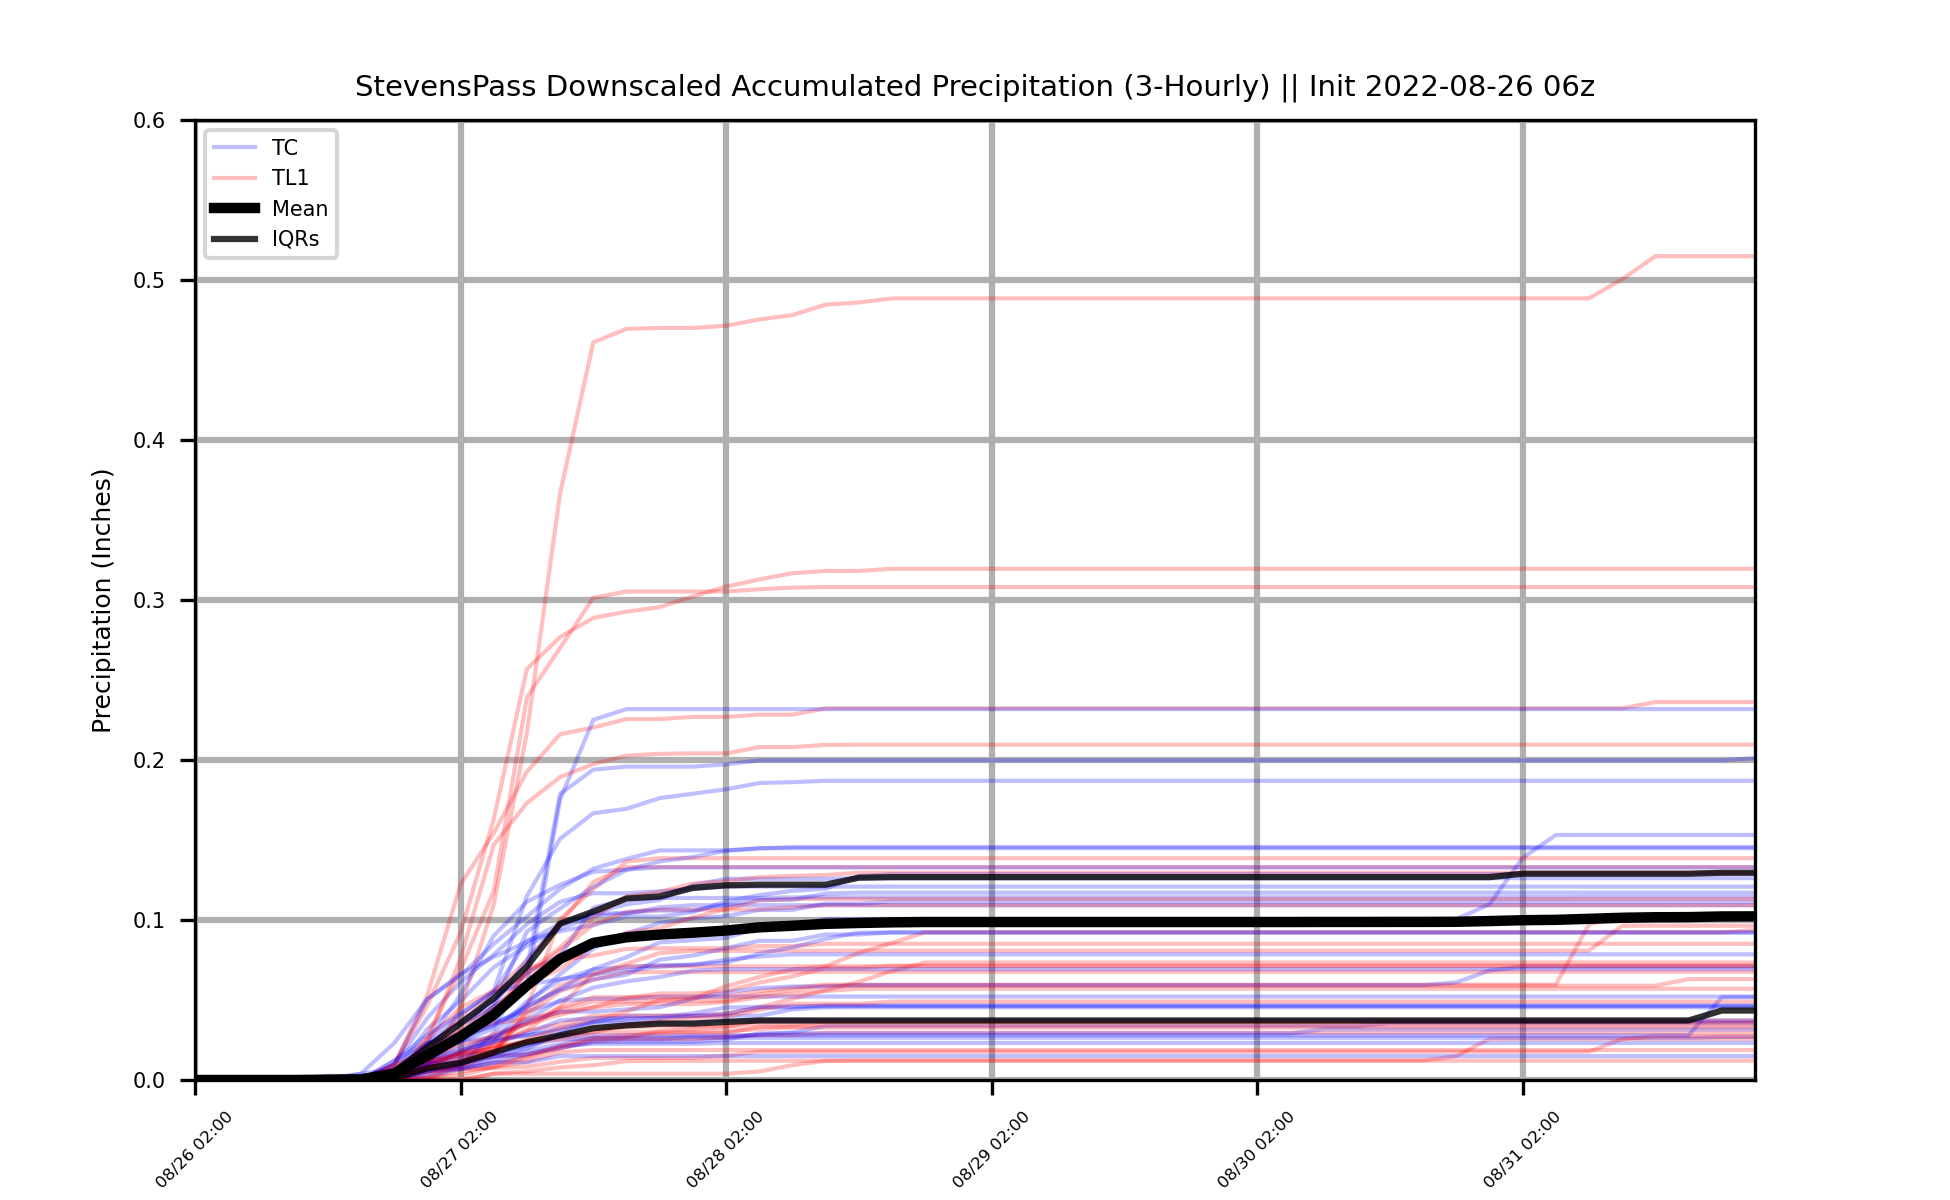 StevensPass Downscaled Accumulated Precipitation (3-Hourly) || Init 2022-08-26 06z
TC
TL1
Mean
IQRs
Precipitation (Inches)
0.6
0.5
0.4
0.3
0.2
0.1
0.0
08/26 02:00
08/27 02:00
08/28 02:00
08/29 02:00
08/30 02:00
08/31 02:00